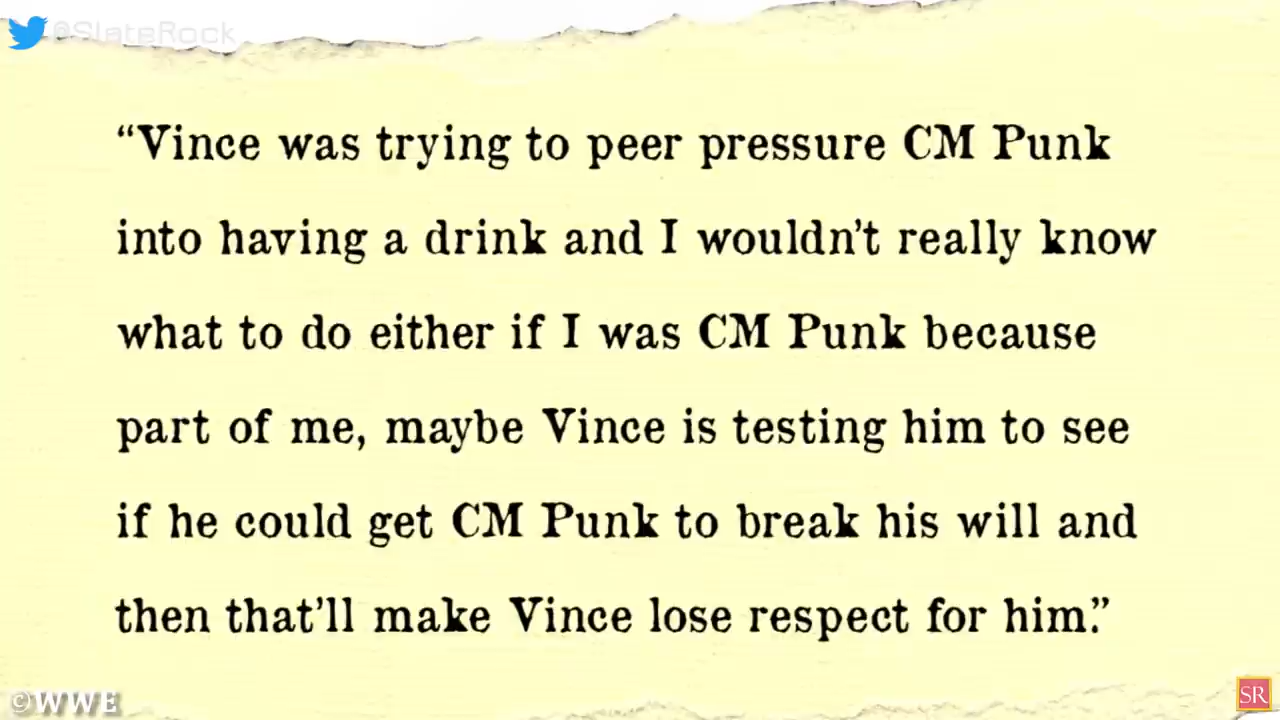 @SlateRock
“Vince was trying to peer pressure CM Punk
into having a drink and I wouldn't really know
what to do either if I was CM Punk because
part of me, maybe Vince is testing him to see
if he could get CM Punk to break his will and
then that'll make Vince lose respect for him.”
©WWE
SR